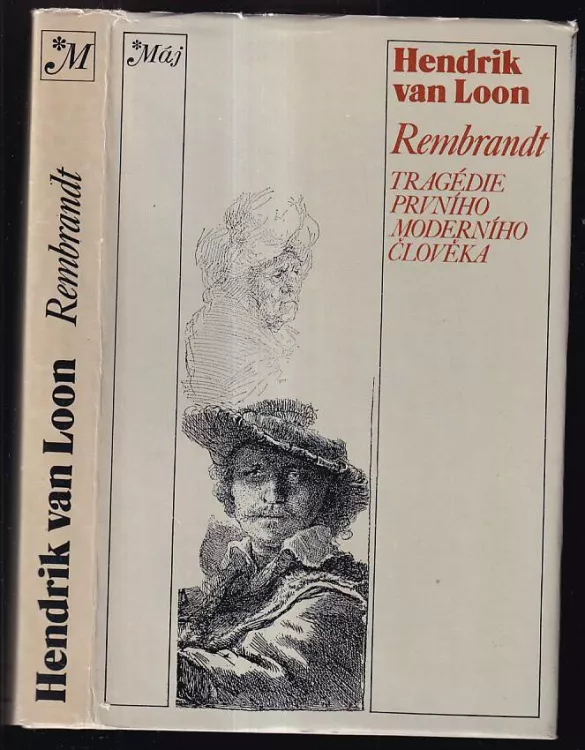 *M
Hendrik van Loon Rembrandt
*Máj
Hendrik
van Loon
Rembrandt
TRAGÉDIE
PRVNÍHO
MODERNÍHO
ČLOVĚKA